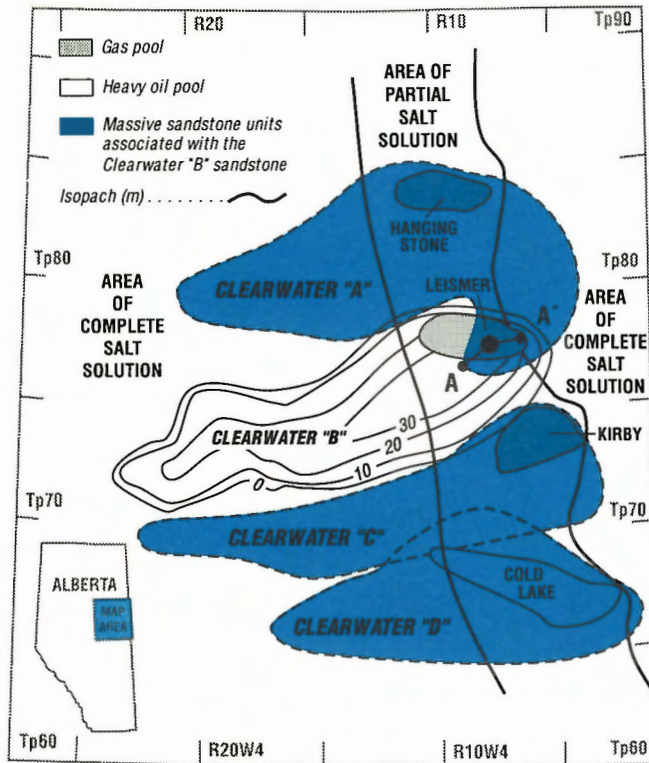 R20
R10
Tp90
Gas pool
Heavy oil pool
Massive sandstone units
associated with the
Clearwater "B" sandstone
Isopach (m) . . . . . . .
AREA OF
PARTIAL
SALT
SOLUTION
HANGING
STONE
Tp80
Tp80
CLEARWATER "A"
LEISMER
AREA
OF
COMPLETE
SALT
SOLUTION
A´
AREA
OF
COMPLETE
SALT
SOLUTION
A
30
CLEARWATER "B"
20
KIRBY
10
0
Tp70
Tp70
CLEARWATER "C"
COLD
LAKE
ALBERTA
MAP
AREA
CLEARWATER "D"
Tp60
R20W4
R10W4
Tp60